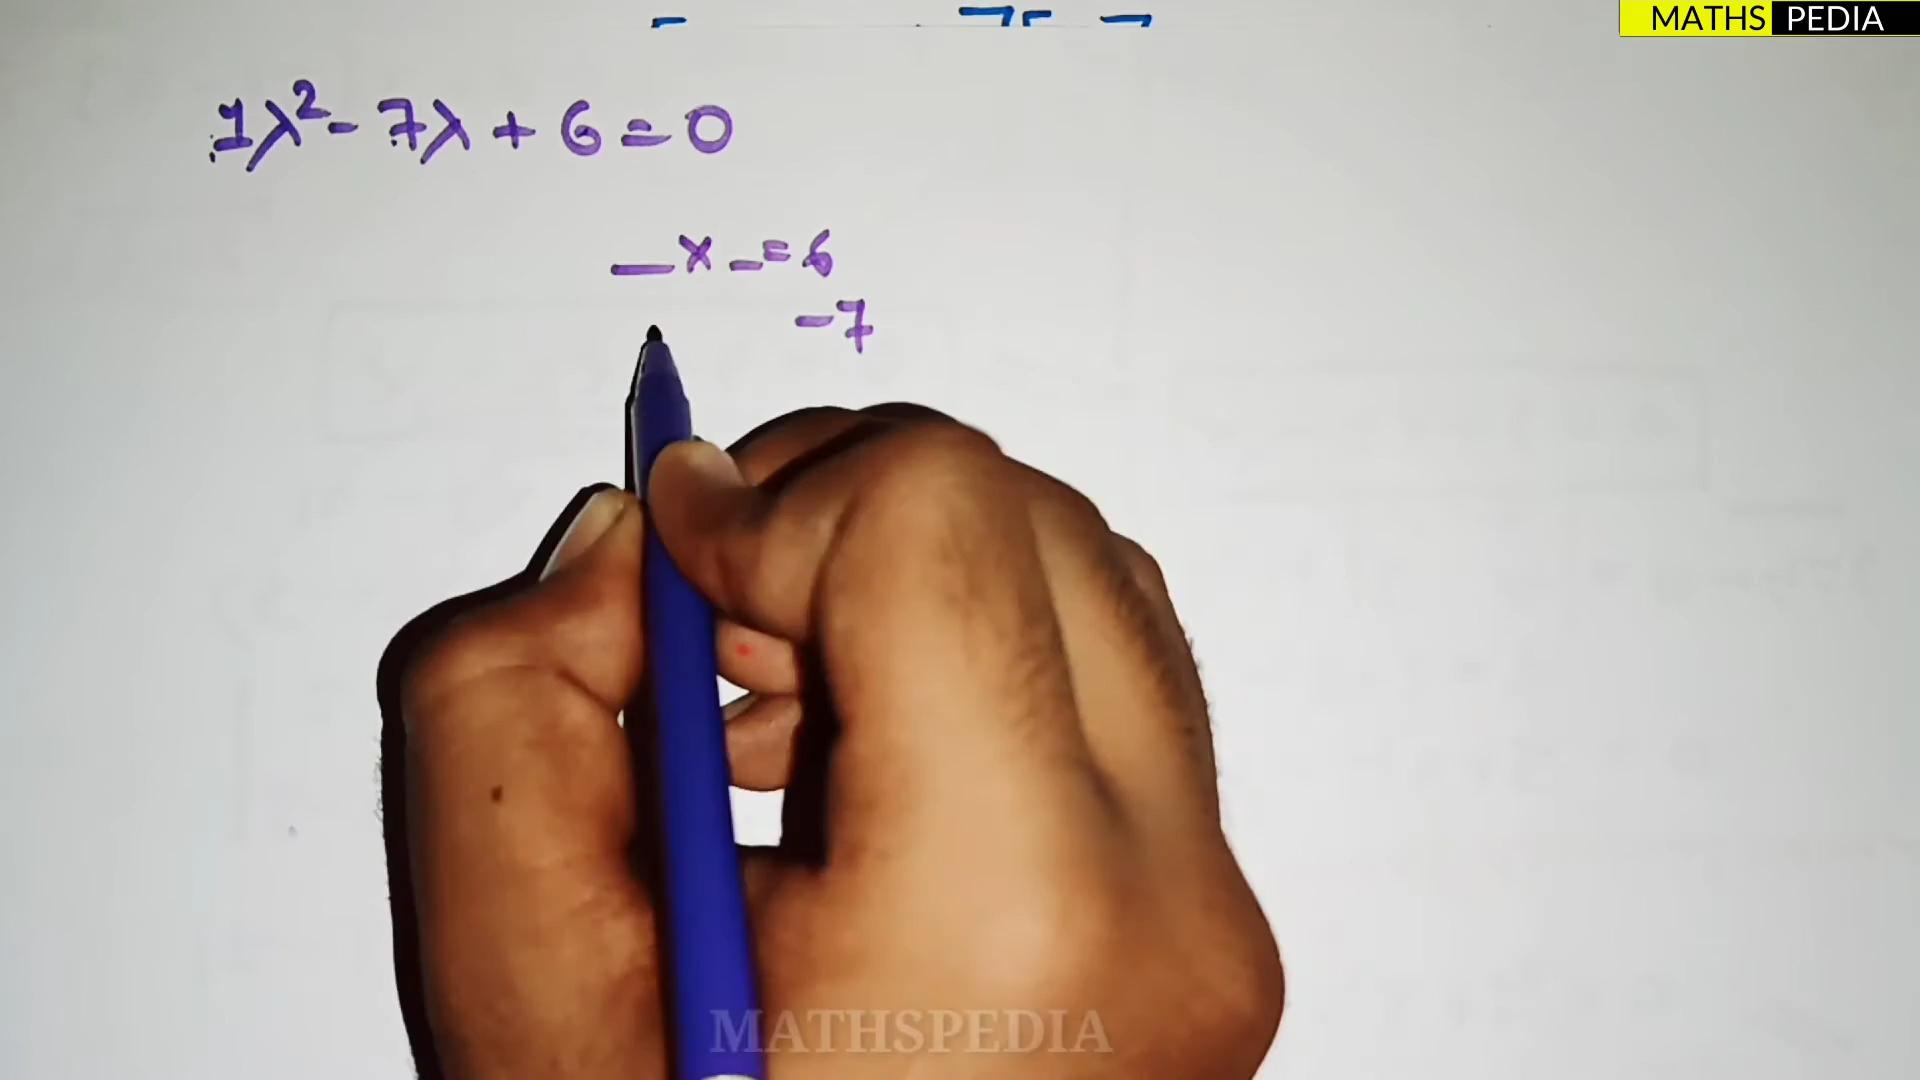 MATHS PEDIA
1λ² - 7λ + 6 = 0
_ x _ = 6
-7
MATHSPEDIA